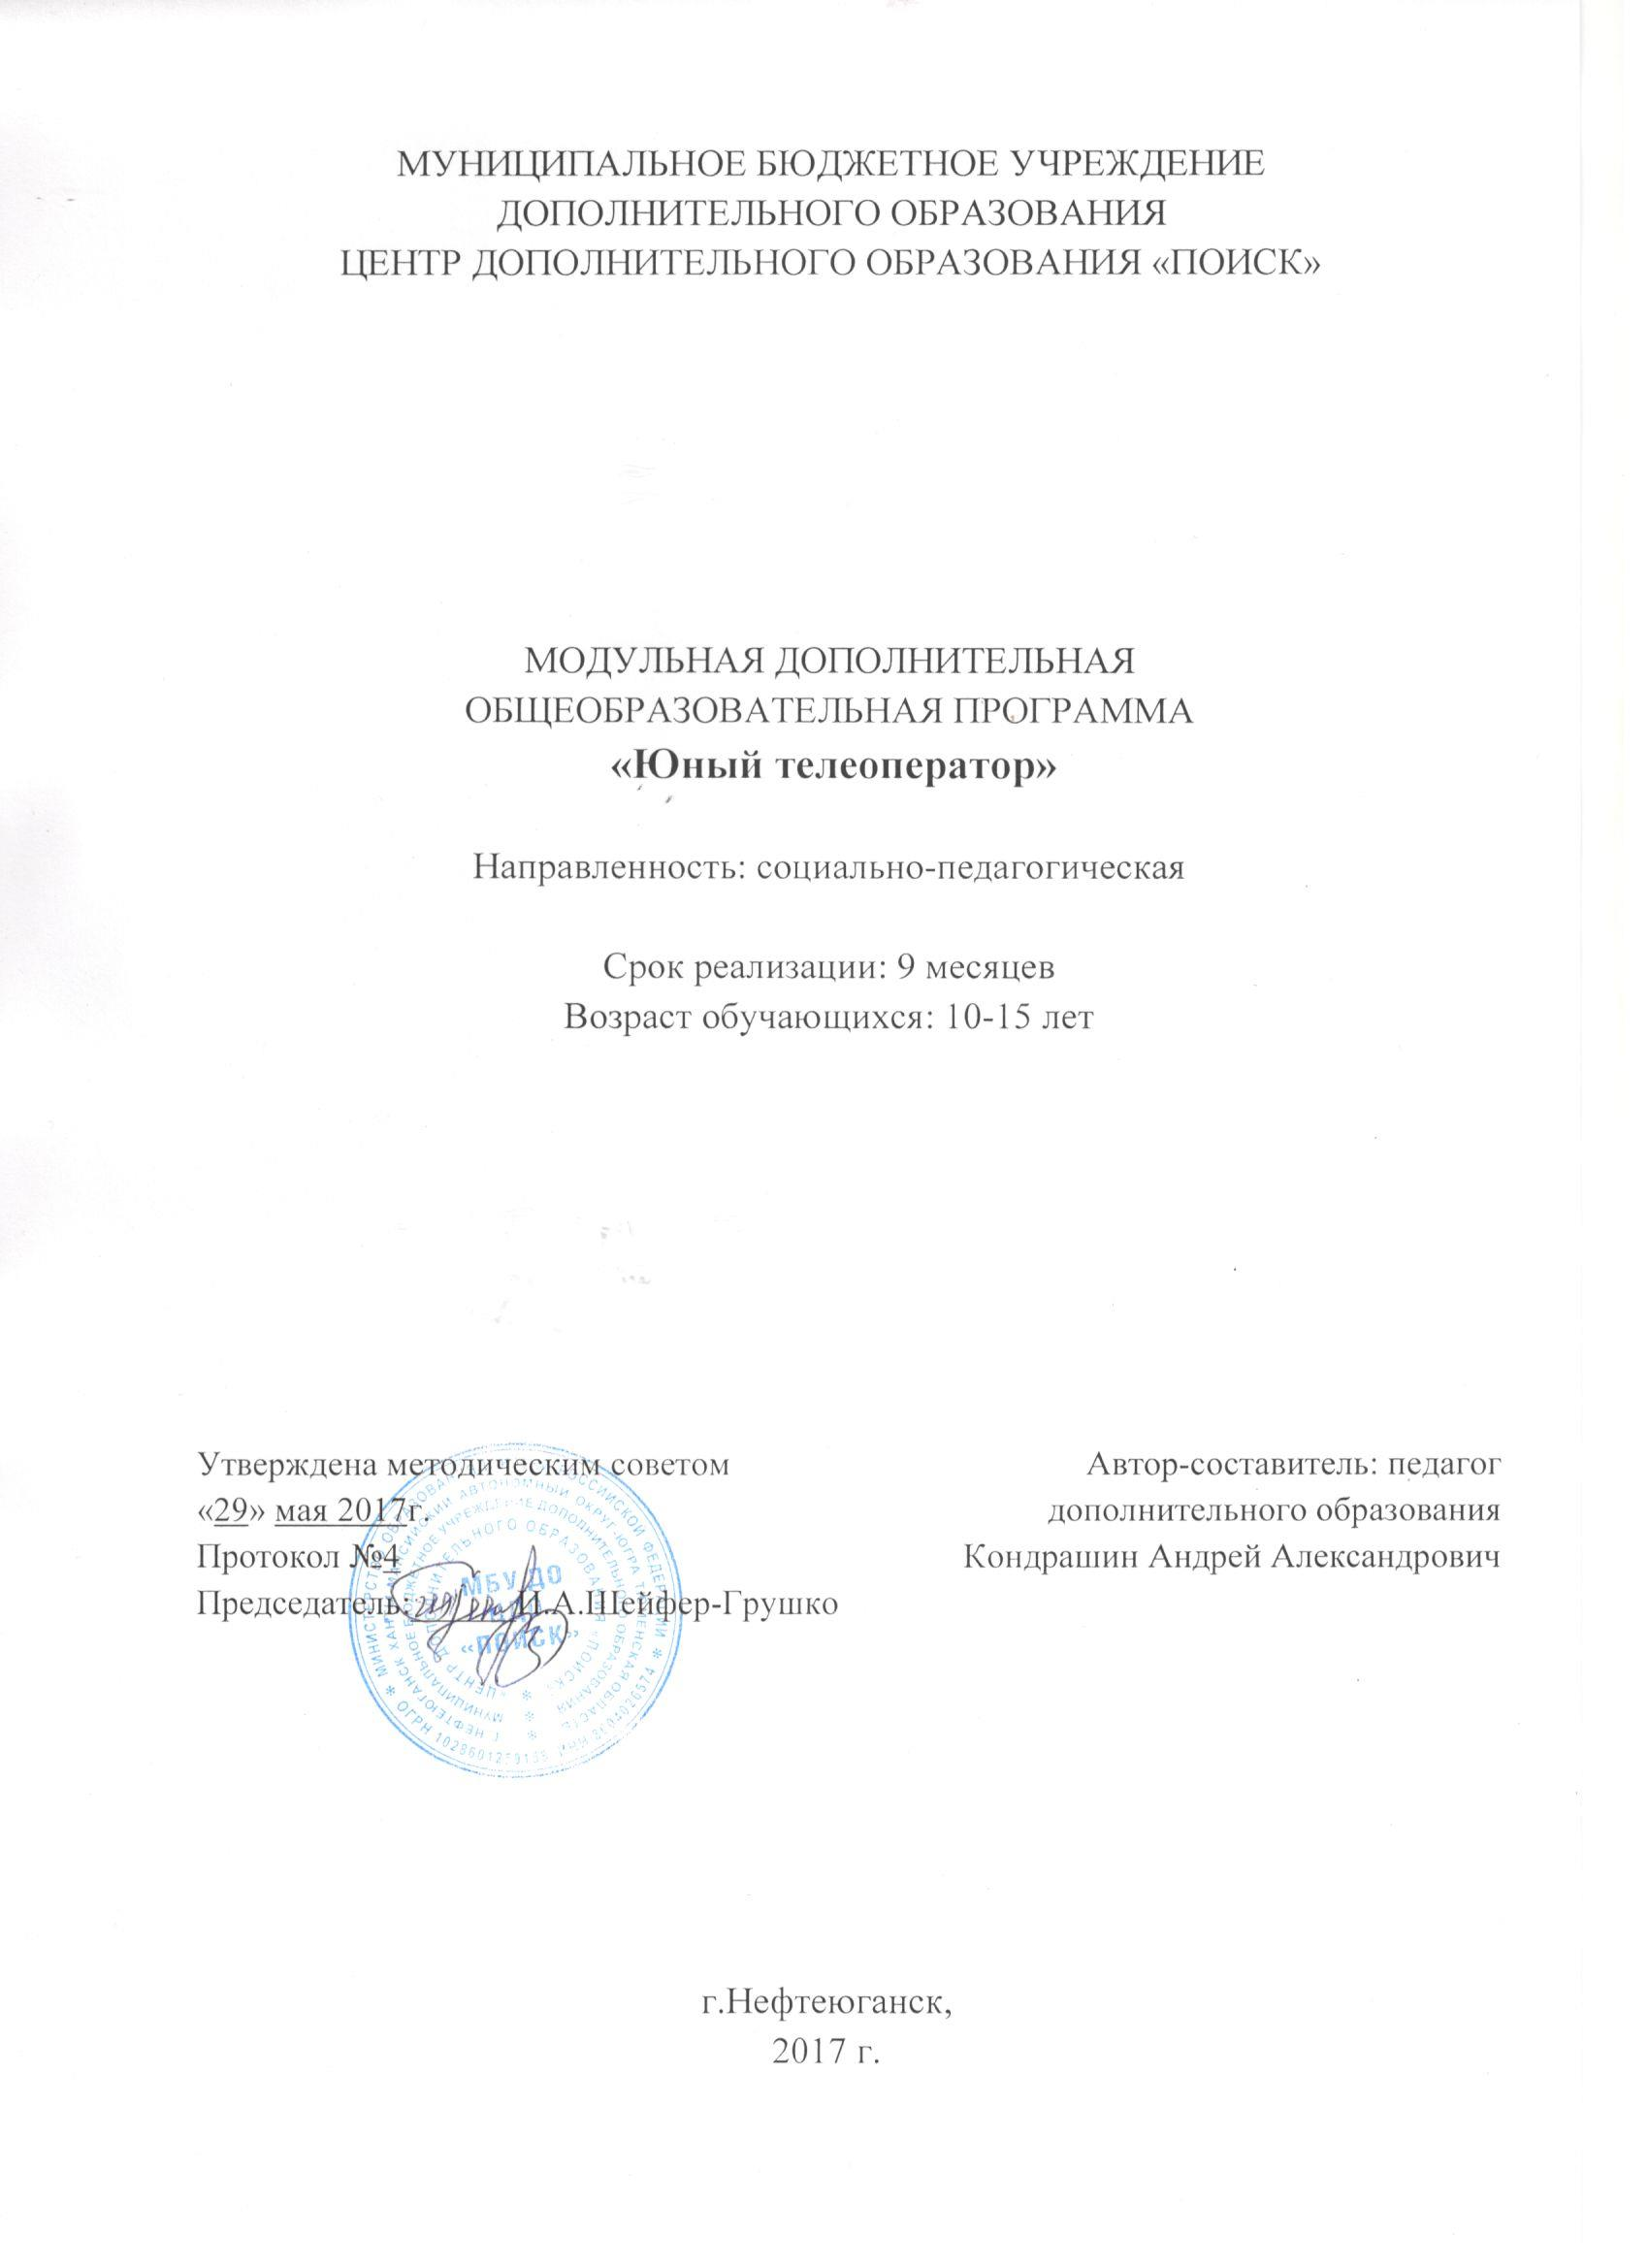 МУНИЦИПАЛЬНОЕ БЮДЖЕТНОЕ УЧРЕЖДЕНИЕ
ДОПОЛНИТЕЛЬНОГО ОБРАЗОВАНИЯ
ЦЕНТР ДОПОЛНИТЕЛЬНОГО ОБРАЗОВАНИЯ «ПОИСК»
МОДУЛЬНАЯ ДОПОЛНИТЕЛЬНАЯ
ОБЩЕОБРАЗОВАТЕЛЬНАЯ ПРОГРАММА
«Юный телеоператор»
Направленность: социально-педагогическая
Срок реализации: 9 месяцев
Возраст обучающихся: 10-15 лет
Утверждена методическим советом
«29» мая 2017г.
Протокол №4
Председатель: И.А.Шейфер-Грушко
Автор-составитель: педагог
дополнительного образования
Кондрашин Андрей Александрович
МБУ ДО
«ПОИСК»
г.Нефтеюганск,
2017 г.